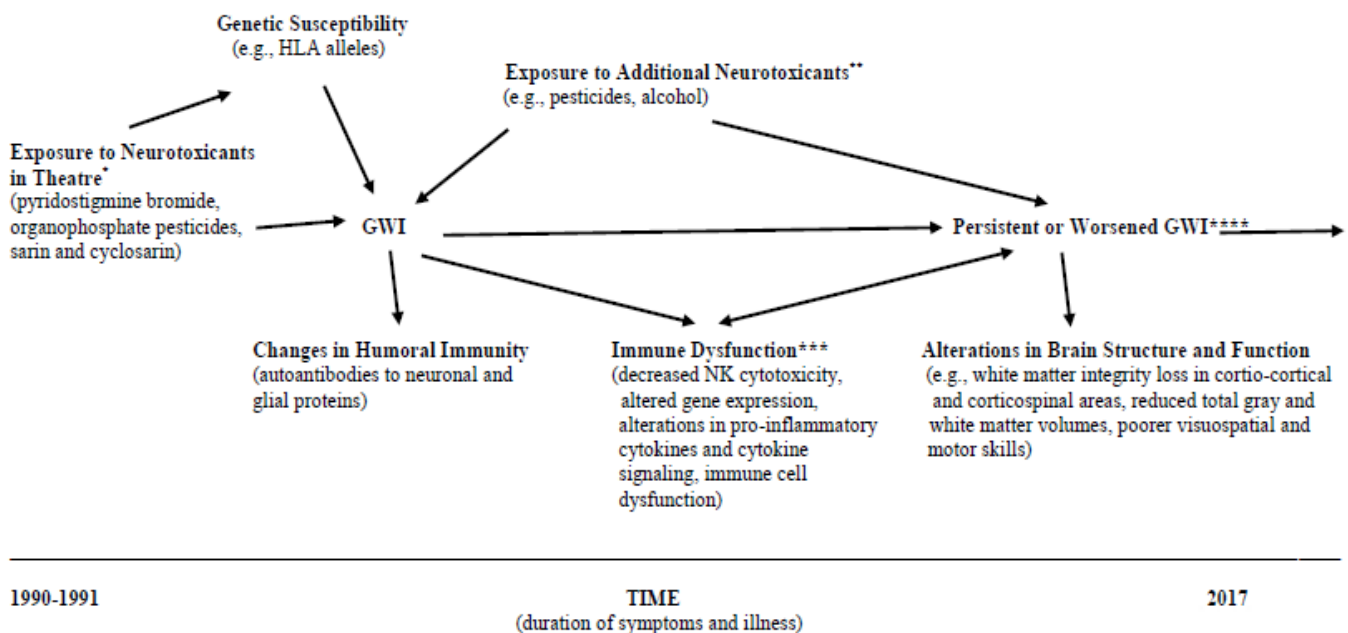 Genetic Susceptibility
(e.g., HLA alleles)
Exposure to Additional Neurotoxicants**
(e.g., pesticides, alcohol)
Exposure to Neurotoxicants
in Theatre*
(pyridostigmine bromide,
organophosphate pesticides,
sarin and cyclosarin)
GWI
Persistent or Worsened GWI****
Changes in Humoral Immunity
(autoantibodies to neuronal and
glial proteins)
Immune Dysfunction***
(decreased NK cytotoxicity,
altered gene expression,
alterations in pro-inflammatory
cytokines and cytokine
signaling, immune cell
dysfunction)
Alterations in Brain Structure and Function
(e.g., white matter integrity loss in cortio-cortical
and corticospinal areas, reduced total gray and
white matter volumes, poorer visuospatial and
motor skills)
1990-1991
TIME
(duration of symptoms and illness)
2017